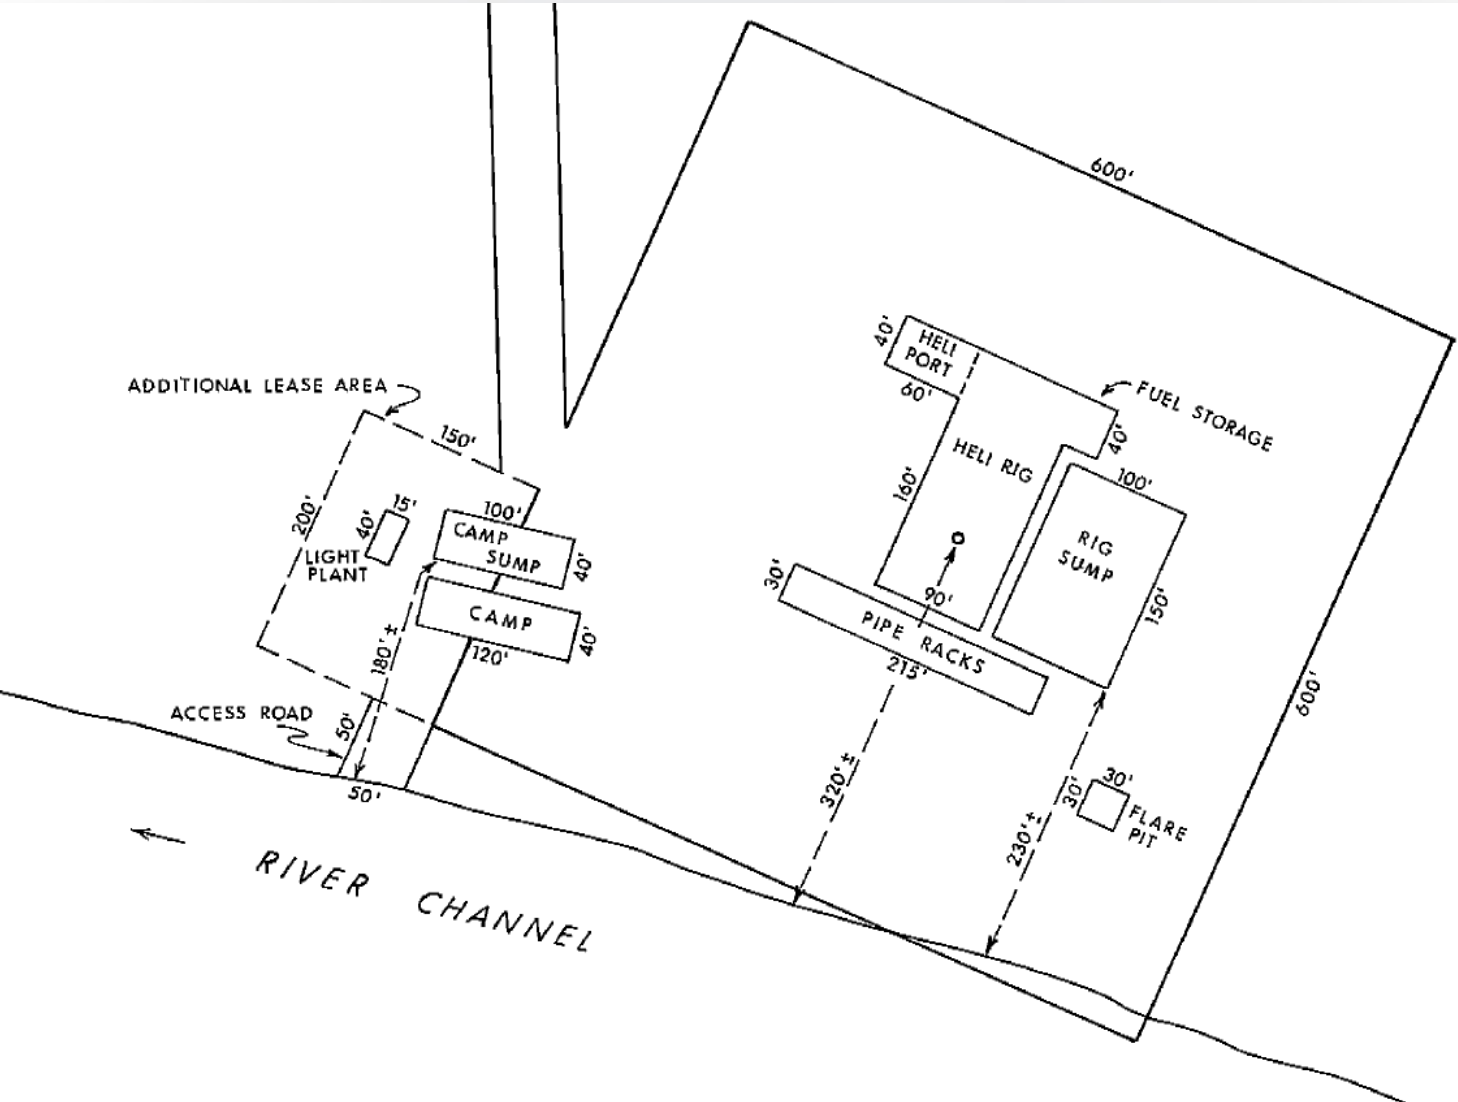 600'
40'
HELI
PORT
60'
FUEL STORAGE
40'
HELI RIG
100'
160'
RIG
SUMP
150'
90'
30'
PIPE RACKS
215'
600'
ADDITIONAL LEASE AREA
150'
200'
15'
40'
LIGHT
PLANT
100'
CAMP
SUMP
40'
CAMP
40'
120'
180'±
ACCESS ROAD
50'
50'
320'±
30'
30'
FLARE
PIT
230'±
RIVER CHANNEL